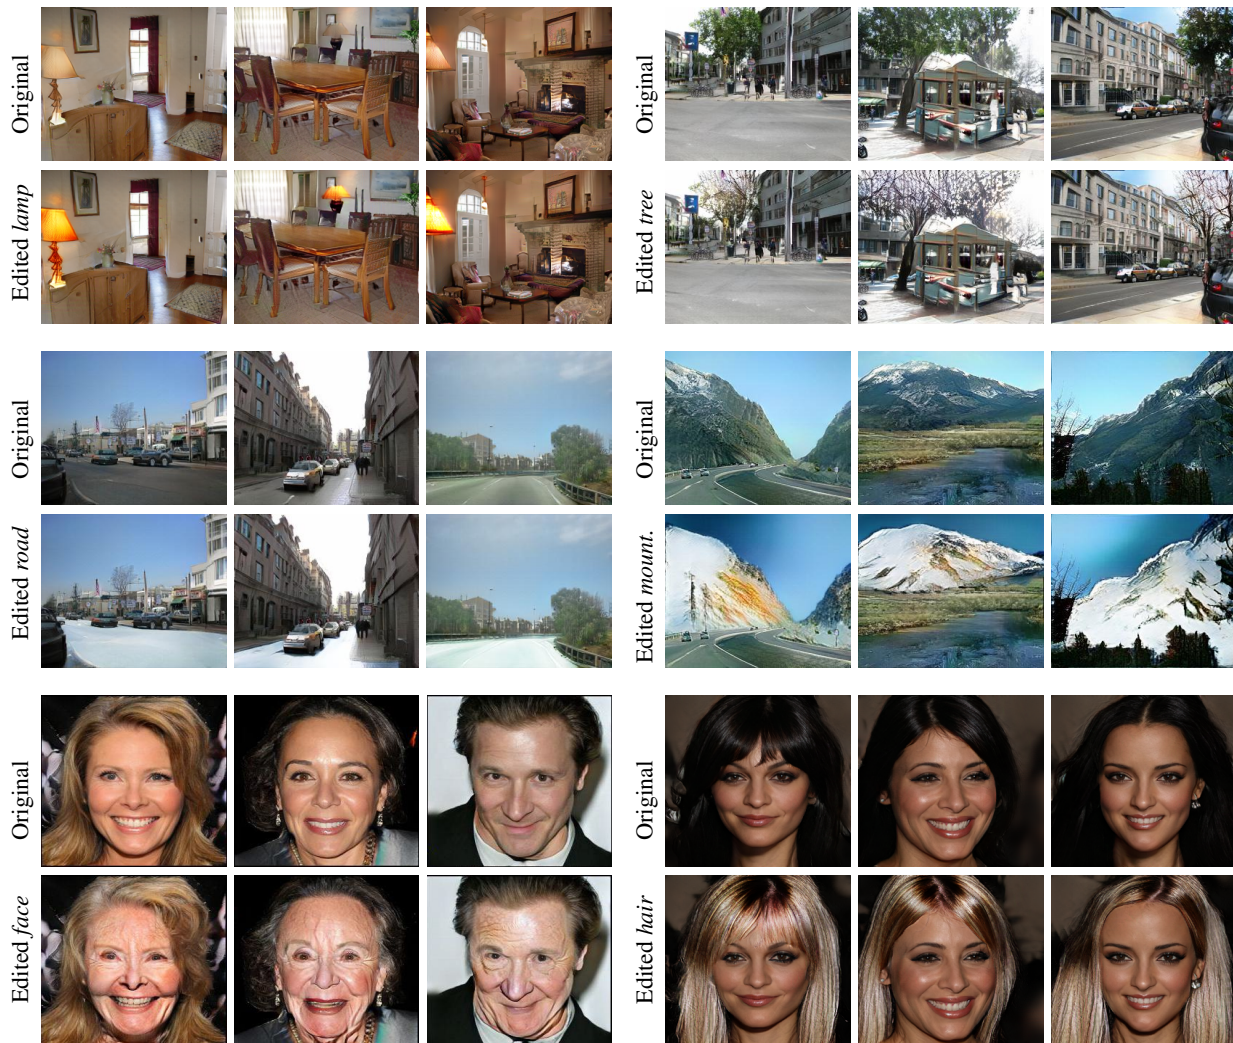 Original
Edited lamp
Original
Edited tree
Original
Edited road
Original
Edited mount.
Original
Edited face
Original
Edited hair